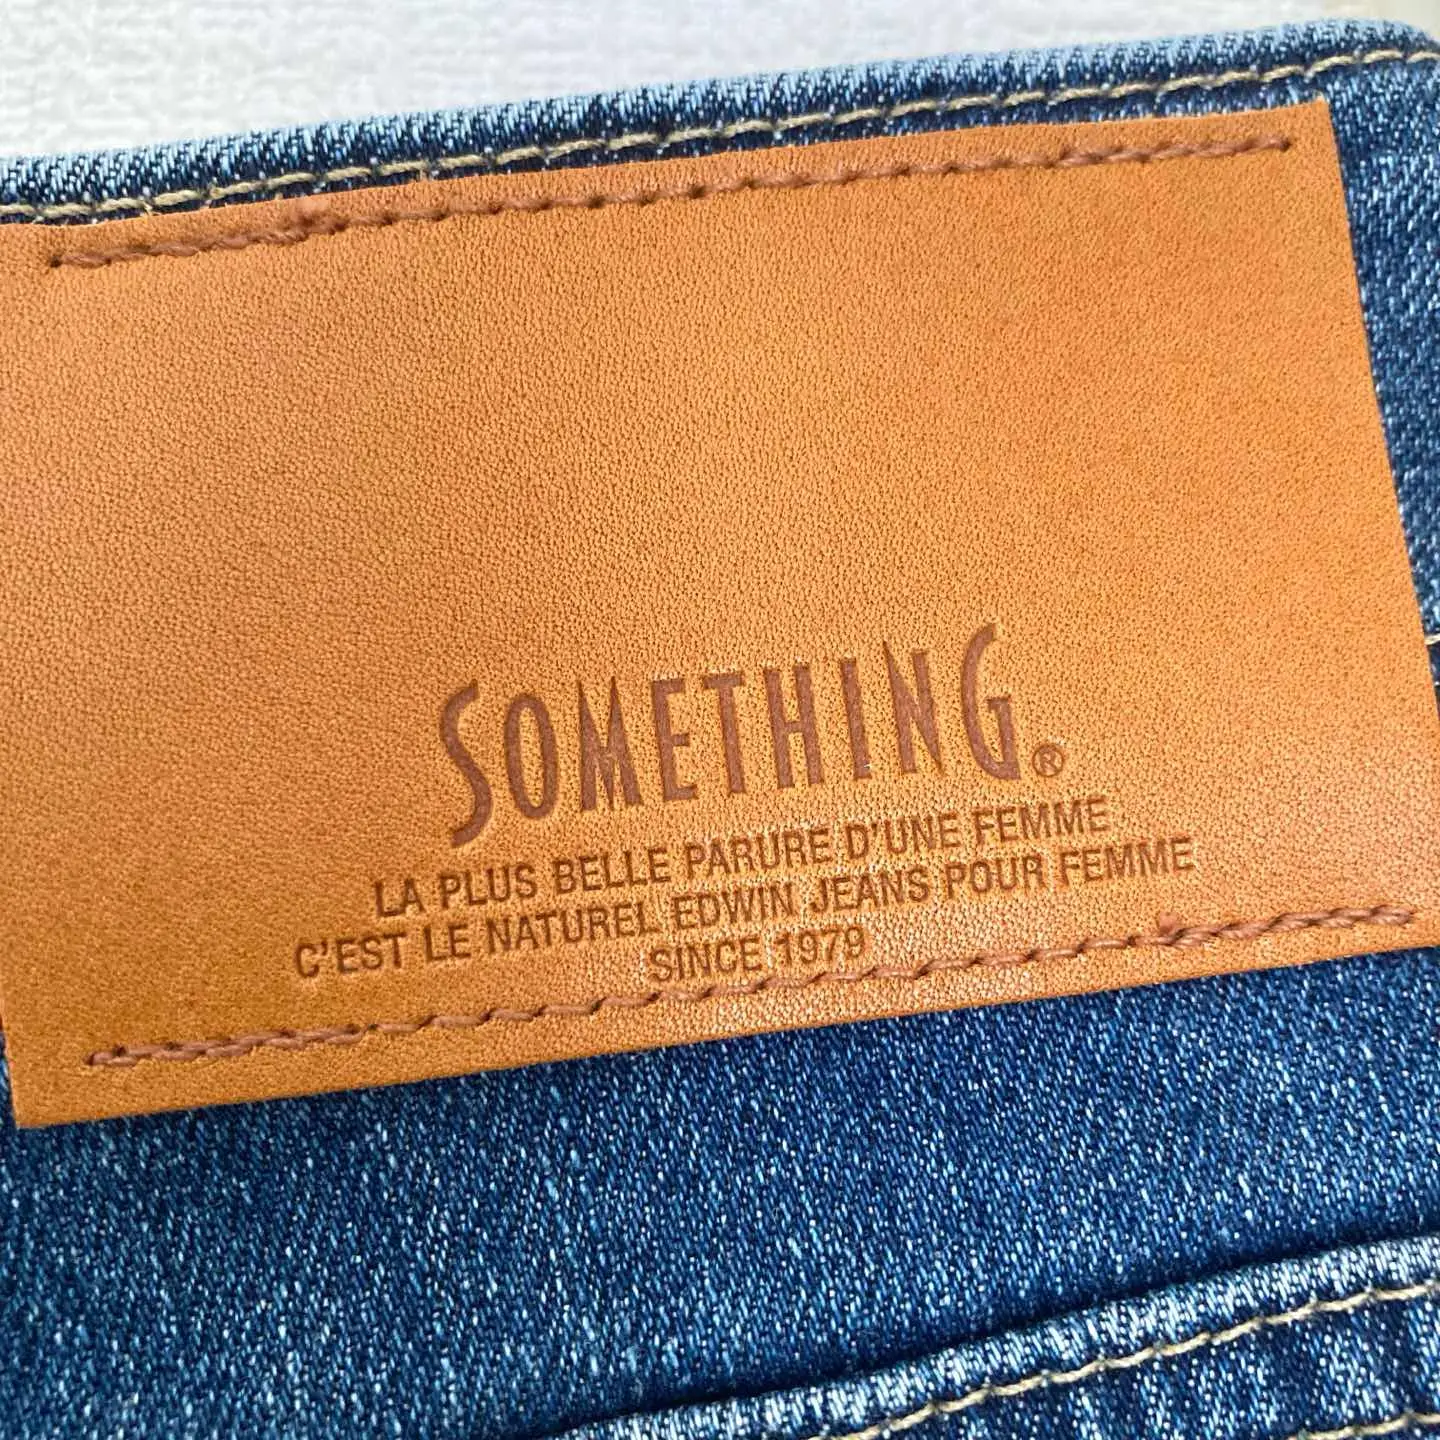 SOMETHING®
LA PLUS BELLE PARURE D'UNE FEMME
C'EST LE NATUREL EDWIN JEANS POUR FEMME
SINCE 1979